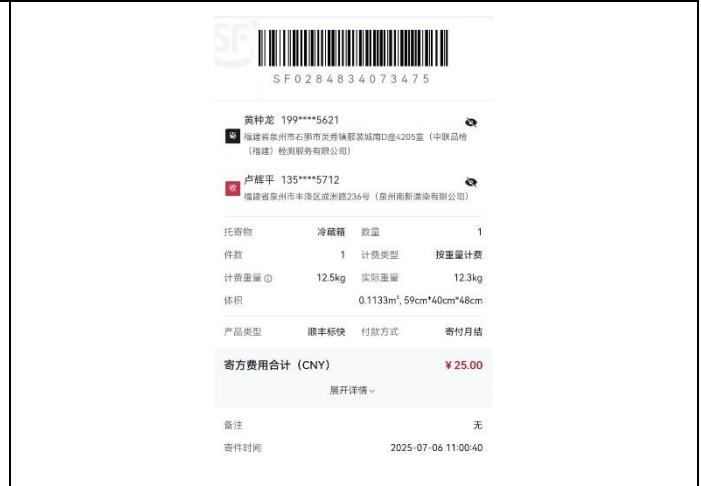 SF
SF0284834073475
黄种龙 199****5621
寄 福建省泉州市石狮市灵秀镇服装城南D座4205室（中联品检
（福建）检测服务有限公司）
卢辉平 135****5712
收 福建省泉州市丰泽区成洲路236号（泉州南新漂染有限公司）
托寄物 冷藏箱 数量 1
件数 1 计费类型 按重量计费
计费重量 12.5kg 实际重量 12.3kg
体积 0.1133m³, 59cm*40cm*48cm
产品类型 顺丰标快 付款方式 寄付月结
寄方费用合计（CNY） ¥ 25.00
展开详情
备注 无
寄件时间 2025-07-06 11:00:40